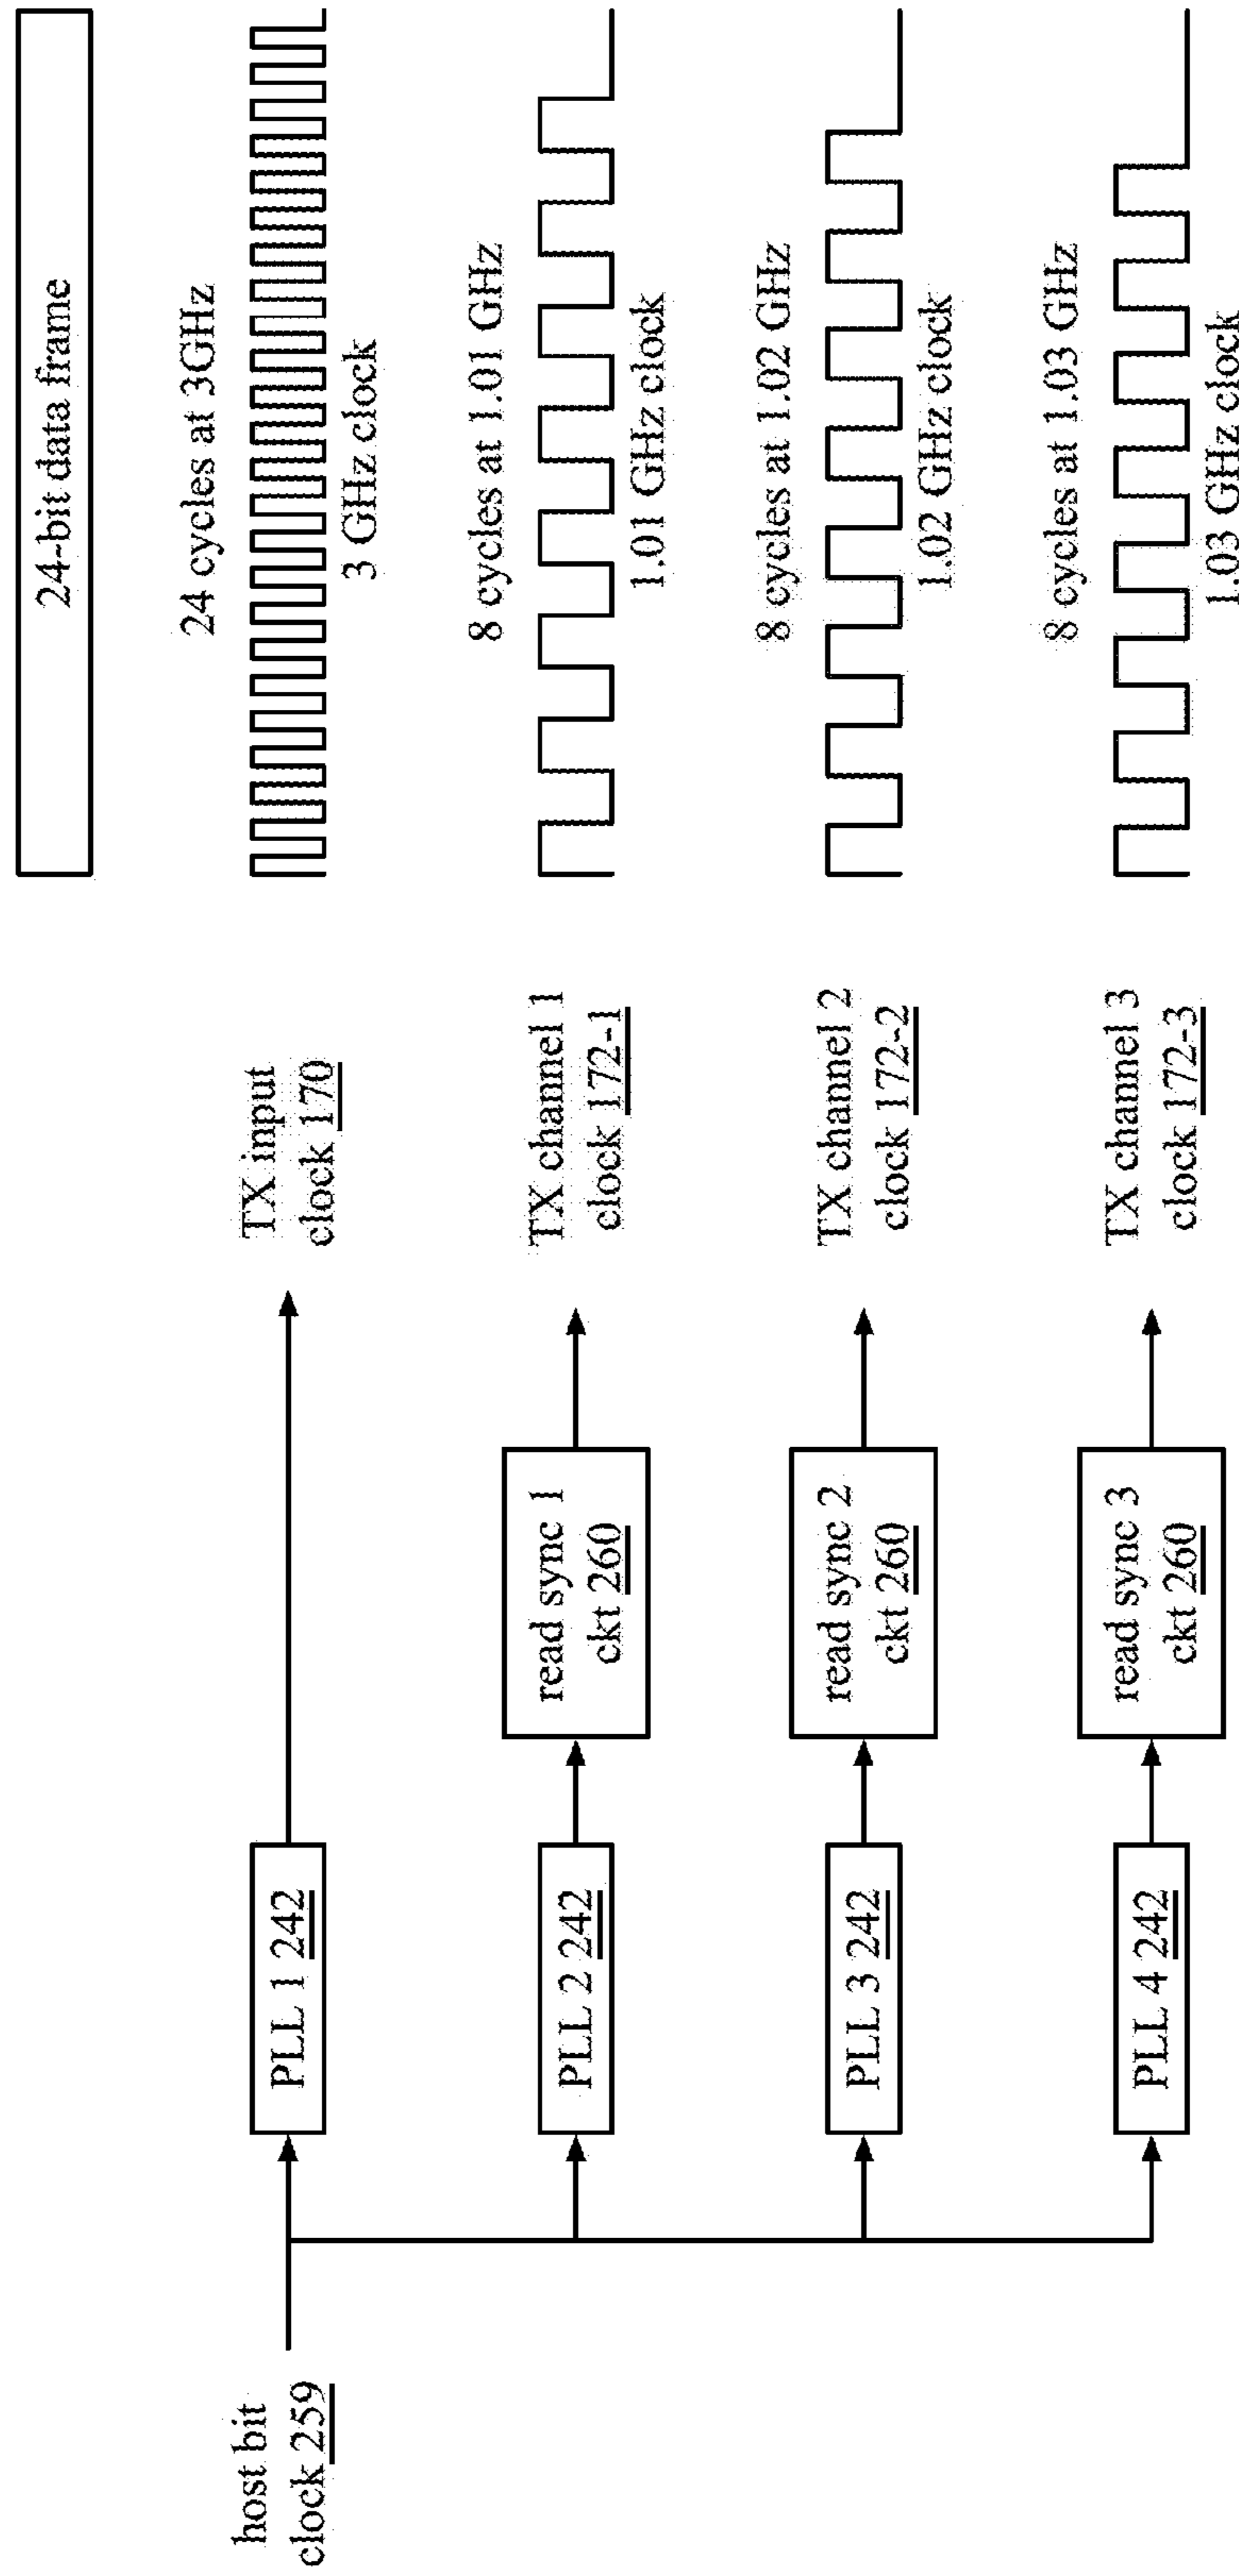 24-bit data frame
24 cycles at 3GHz
3 GHz clock
host bit
clock 259
PLL 1 242
TX input
clock 170
8 cycles at 1.01 GHz
1.01 GHz clock
PLL 2 242
read sync 1
ckt 260
TX channel 1
clock 172-1
8 cycles at 1.02 GHz
1.02 GHz clock
PLL 3 242
read sync 2
ckt 260
TX channel 2
clock 172-2
8 cycles at 1.03 GHz
1.03 GHz clock
PLL 4 242
read sync 3
ckt 260
TX channel 3
clock 172-3